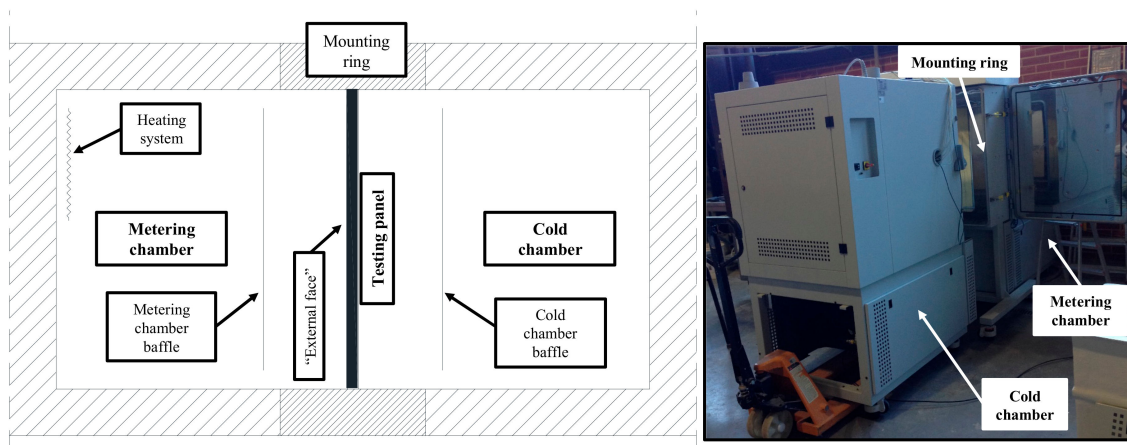 Mounting
ring
Heating
system
Metering
chamber
Metering
chamber
baffle
“External face”
Testing panel
Cold
chamber
Cold
chamber
baffle
Mounting ring
Metering
chamber
Cold
chamber